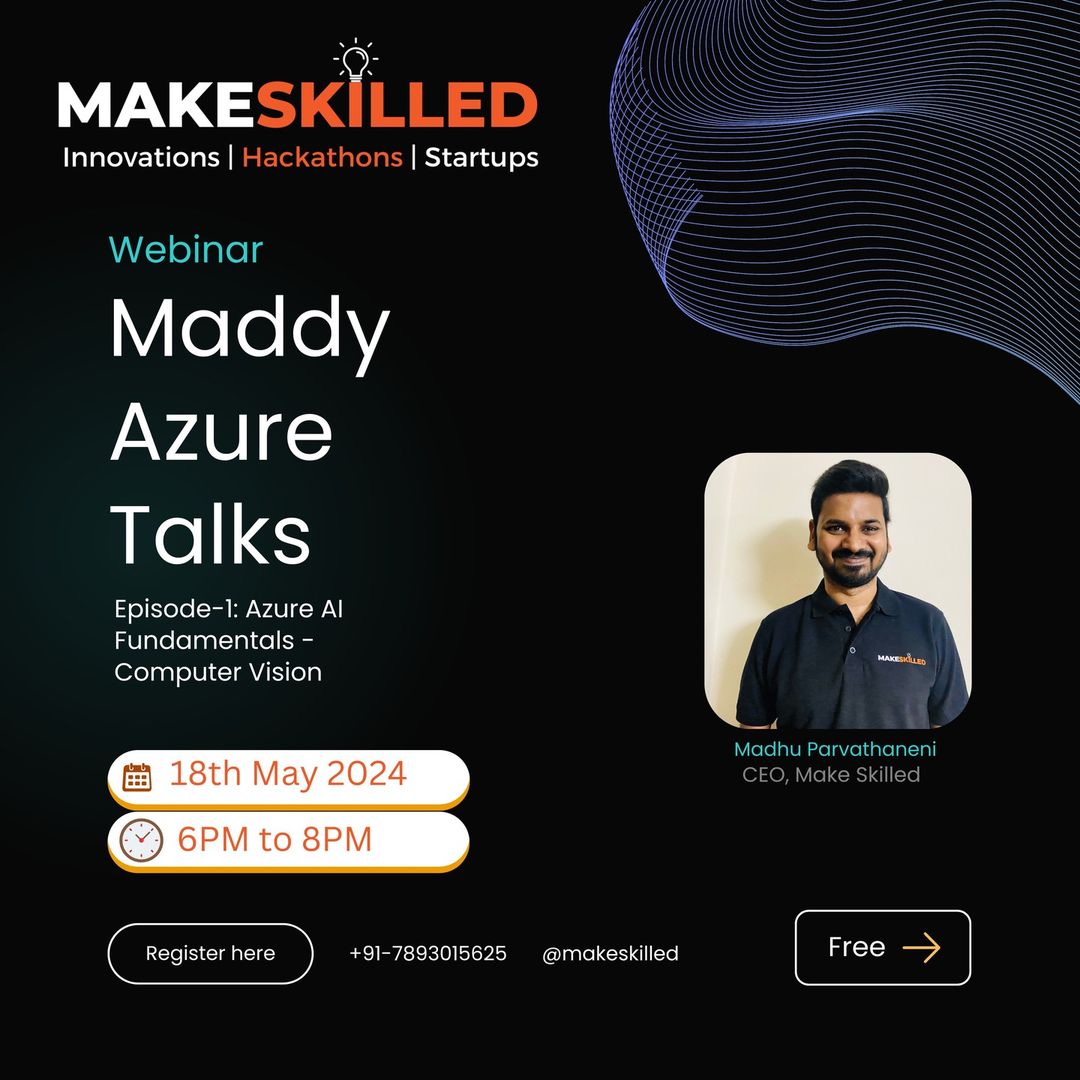 MAKESKILLED
Innovations | Hackathons | Startups
Webinar
Maddy
Azure
Talks
Episode-1: Azure AI
Fundamentals -
Computer Vision
MAKESKILLED
Madhu Parvathaneni
CEO, Make Skilled
18th May 2024
6PM to 8PM
Register here
+91-7893015625
@makeskilled
Free